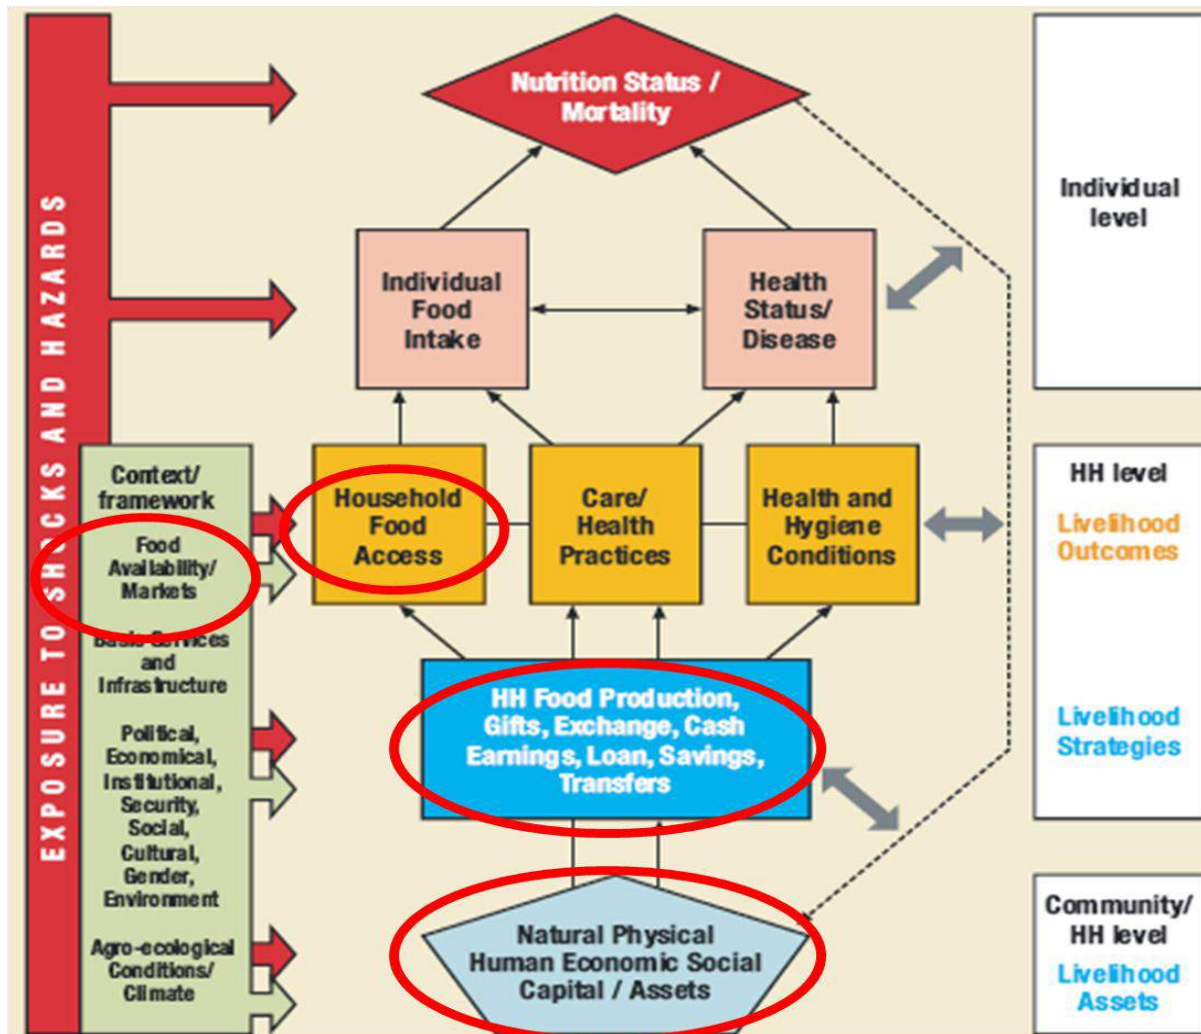 EXPOSURE TO SHOCKS AND HAZARDS
Nutrition Status /
Mortality
Individual
level
Individual
Food
Intake
Health
Status/
Disease
Context/
framework
Food
Availability/
Markets
Basic Services
and
Infrastructure
Political,
Economical,
Institutional,
Security,
Social,
Cultural,
Gender,
Environment
Agro-ecological
Conditions/
Climate
Household
Food
Access
Care/
Health
Practices
Health and
Hygiene
Conditions
HH level
Livelihood
Outcomes
HH Food Production,
Gifts, Exchange, Cash
Earnings, Loan, Savings,
Transfers
Livelihood
Strategies
Natural Physical
Human Economic Social
Capital / Assets
Community/
HH level
Livelihood
Assets